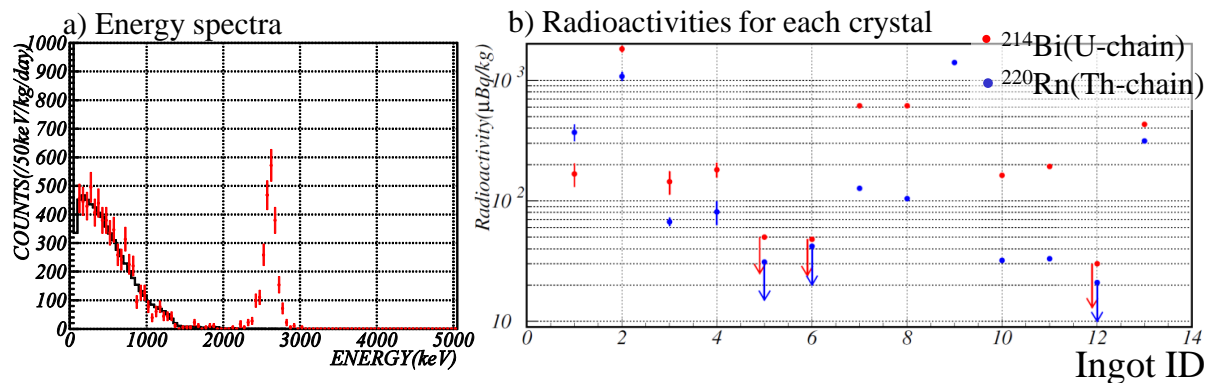 a) Energy spectra
COUNTS(/50keV/kg/day)
1000
900
800
700
600
500
400
300
200
100
0
0 1000 2000 3000 4000 5000
ENERGY(keV)
b) Radioactivities for each crystal
Radioactivity(μBq/kg)
10³
10²
10
²¹⁴Bi(U-chain)
²²⁰Rn(Th-chain)
0 2 4 6 8 10 12 14
Ingot ID